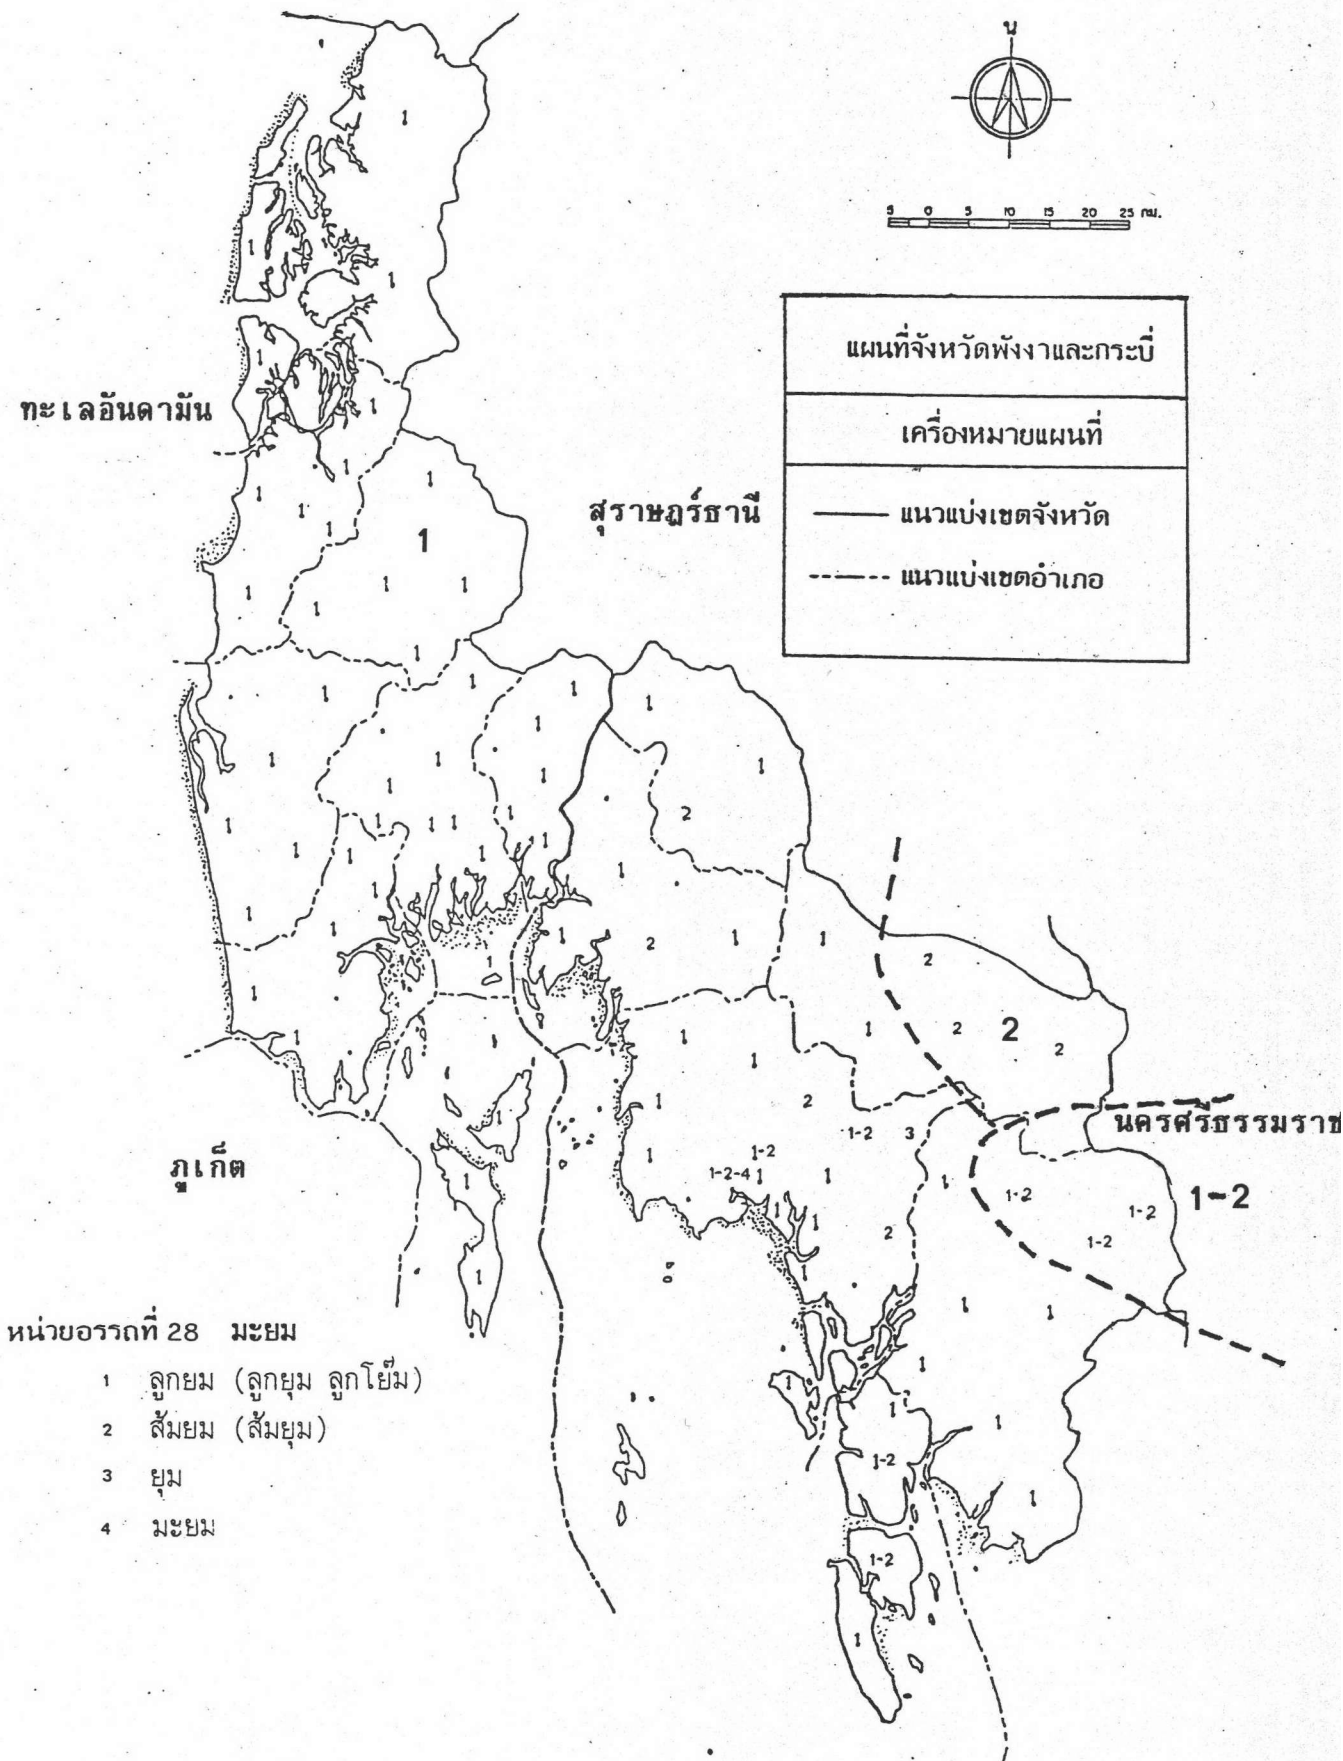 น
5 0 5 10 15 20 25 กม.
แผนที่จังหวัดพังงาและกระบี่
เครื่องหมายแผนที่
แนวแบ่งเขตจังหวัด
แนวแบ่งเขตอำเภอ
ทะเลอันดามัน
สุราษฎร์ธานี
นครศรีธรรมราช
ภูเก็ต
1
2
1-2
1-2-4
3
หน่วยอรรถที่ 28 มะยม
1 ลูกยม (ลูกยุม ลูกโย๊ม)
2 ส้มยม (ส้มยุม)
3 ยุม
4 มะยม